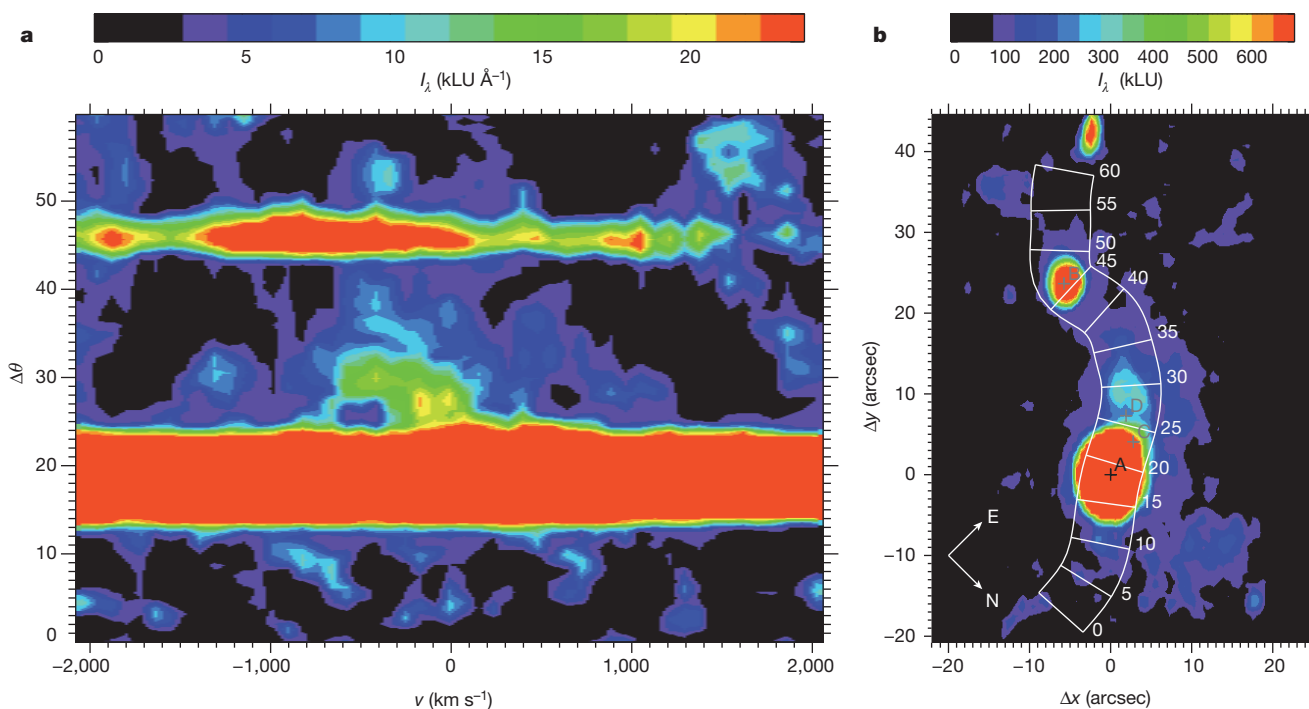 a
0 5 10 15 20
Iλ (kLU Å⁻¹)
50
40
30
20
10
0
Δθ
−2,000 −1,000 0 1,000 2,000
v (km s⁻¹)
b
0 100 200 300 400 500 600
Iλ (kLU)
40
30
20
10
0
−10
−20
Δy (arcsec)
60
55
50
45
40
B
35
30
D
25
C
A
20
15
10
5
0
E
N
−20 −10 0 10 20
Δx (arcsec)